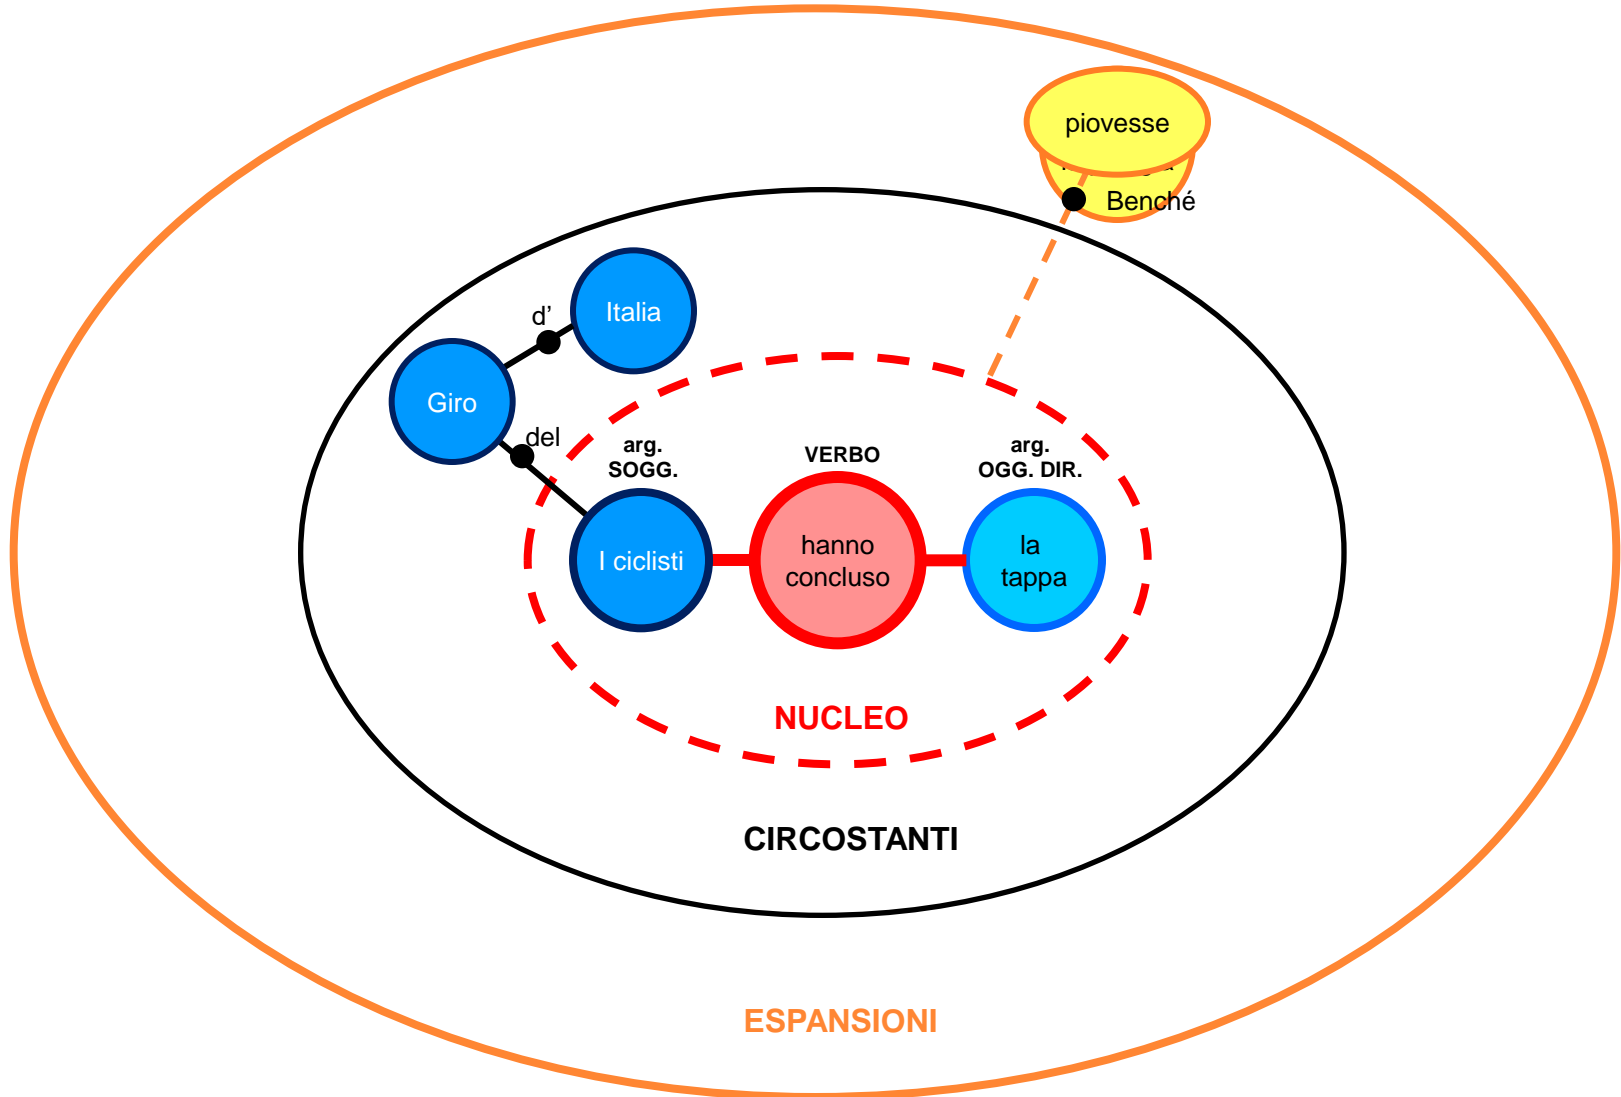 piovesse
Benché
Italia
d’
Giro
del
arg.
SOGG.
VERBO
arg.
OGG. DIR.
I ciclisti
hanno
concluso
la
tappa
NUCLEO
CIRCOSTANTI
ESPANSIONI